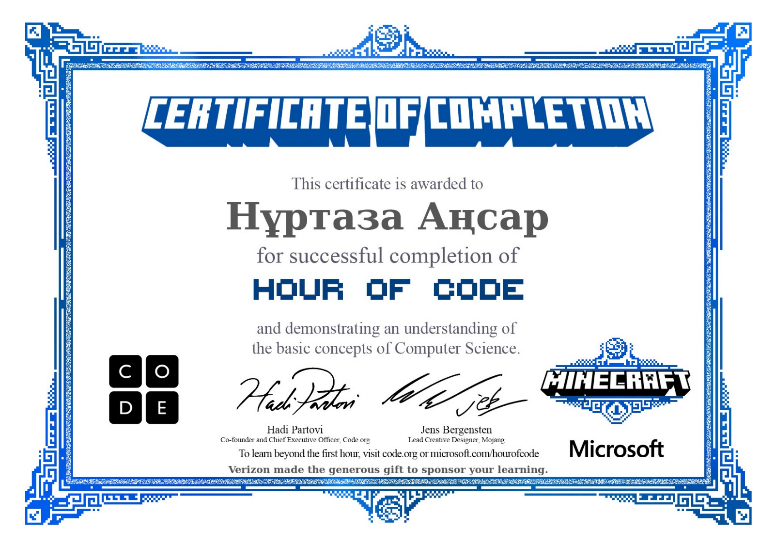 CERTIFICATE OF COMPLETION
This certificate is awarded to
Нұртаза Аңсар
for successful completion of
HOUR OF CODE
and demonstrating an understanding of
the basic concepts of Computer Science.
C O
D E
Hadi Partovi
jeb
MINECRAFT
Hadi Partovi
Co-founder and Chief Executive Officer, Code.org
Jens Bergensten
Lead Creative Designer, Mojang
Microsoft
To learn beyond the first hour, visit code.org or microsoft.com/hourofcode
Verizon made the generous gift to sponsor your learning.